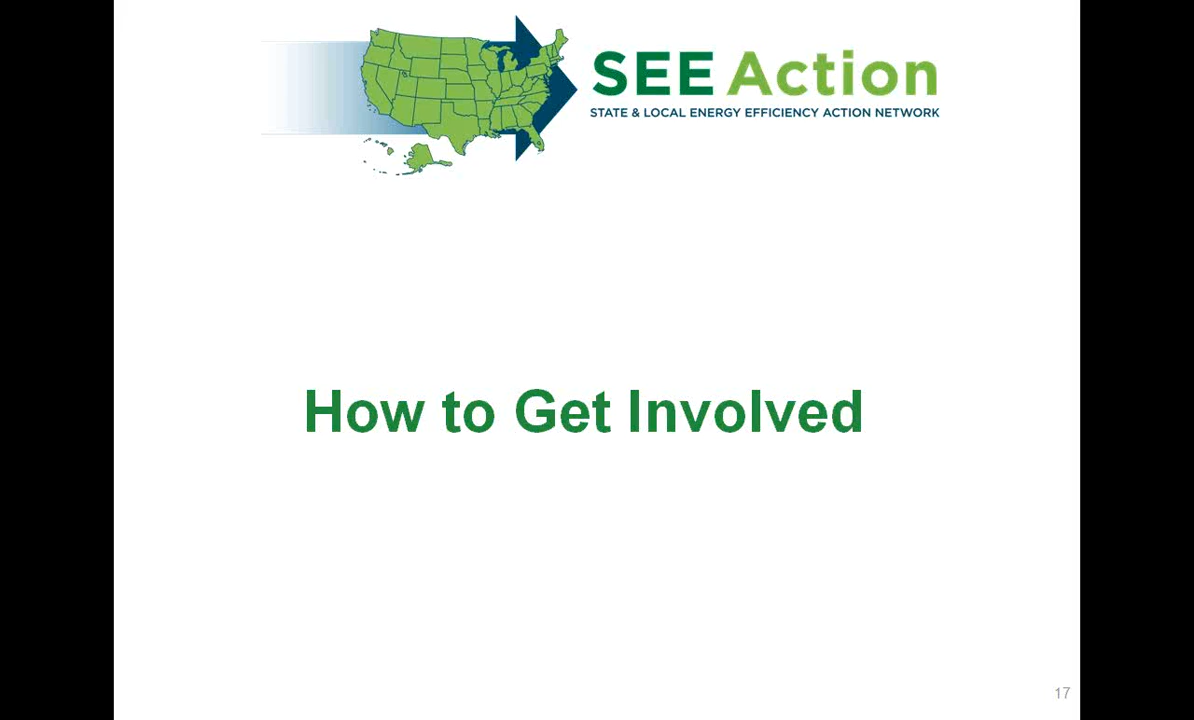 SEE Action
STATE & LOCAL ENERGY EFFICIENCY ACTION NETWORK
How to Get Involved
17